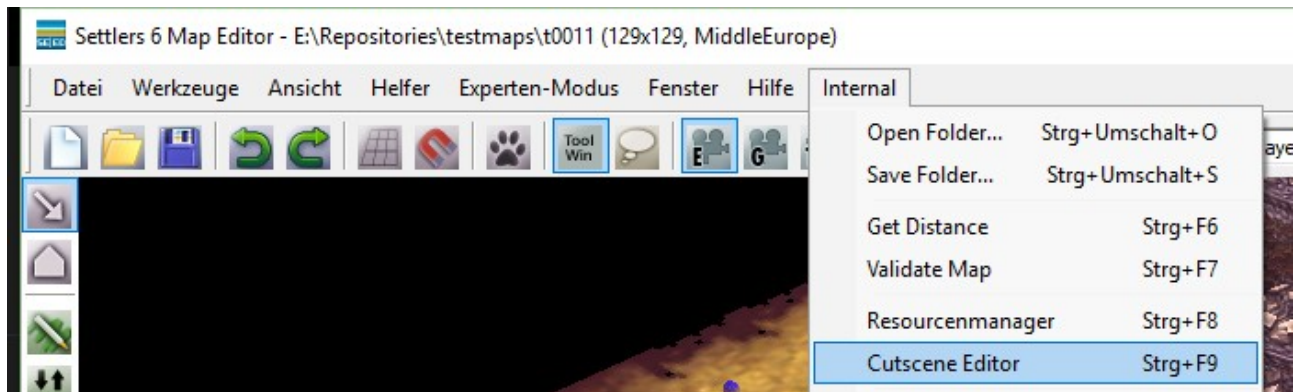 Settlers 6 Map Editor - E:\Repositories\testmaps\t0011 (129x129, MiddleEurope)
Datei Werkzeuge Ansicht Helfer Experten-Modus Fenster Hilfe Internal
Tool
Win
E
G
Open Folder... Strg+Umschalt+O
Save Folder... Strg+Umschalt+S
Get Distance Strg+F6
Validate Map Strg+F7
Resourcenmanager Strg+F8
Cutscene Editor Strg+F9